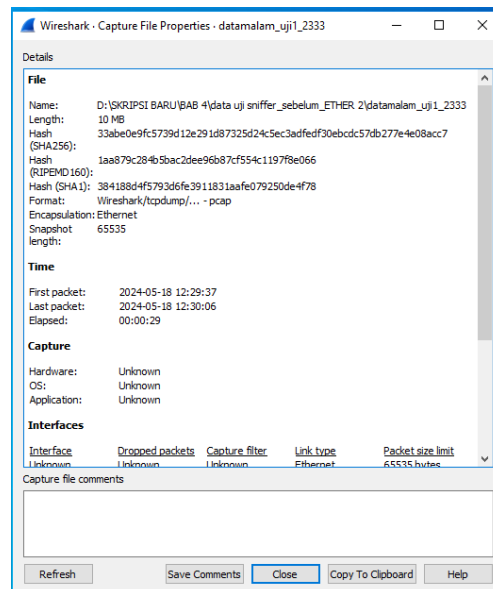 Wireshark · Capture File Properties · datamalam_uji1_2333
Details
File
Name: D:\SKRIPSI BARU\BAB 4\data uji sniffer_sebelum_ETHER 2\datamalam_uji1_2333
Length: 10 MB
Hash 33abe0e9fc5739d12e291d87325d24c5ec3adfedf30ebcdc57db277e4e08acc7
(SHA256):
Hash 1aa879c284b5bac2dee96b87cf554c1197f8e066
(RIPEMD160):
Hash (SHA1): 384188d4f5793d6fe3911831aafe079250de4f78
Format: Wireshark/tcpdump/... - pcap
Encapsulation: Ethernet
Snapshot 65535
length:
Time
First packet: 2024-05-18 12:29:37
Last packet: 2024-05-18 12:30:06
Elapsed: 00:00:29
Capture
Hardware: Unknown
OS: Unknown
Application: Unknown
Interfaces
Interface Dropped packets Capture filter Link type Packet size limit
Unknown Unknown Unknown Ethernet 65535 bytes
Capture file comments
Refresh Save Comments Close Copy To Clipboard Help